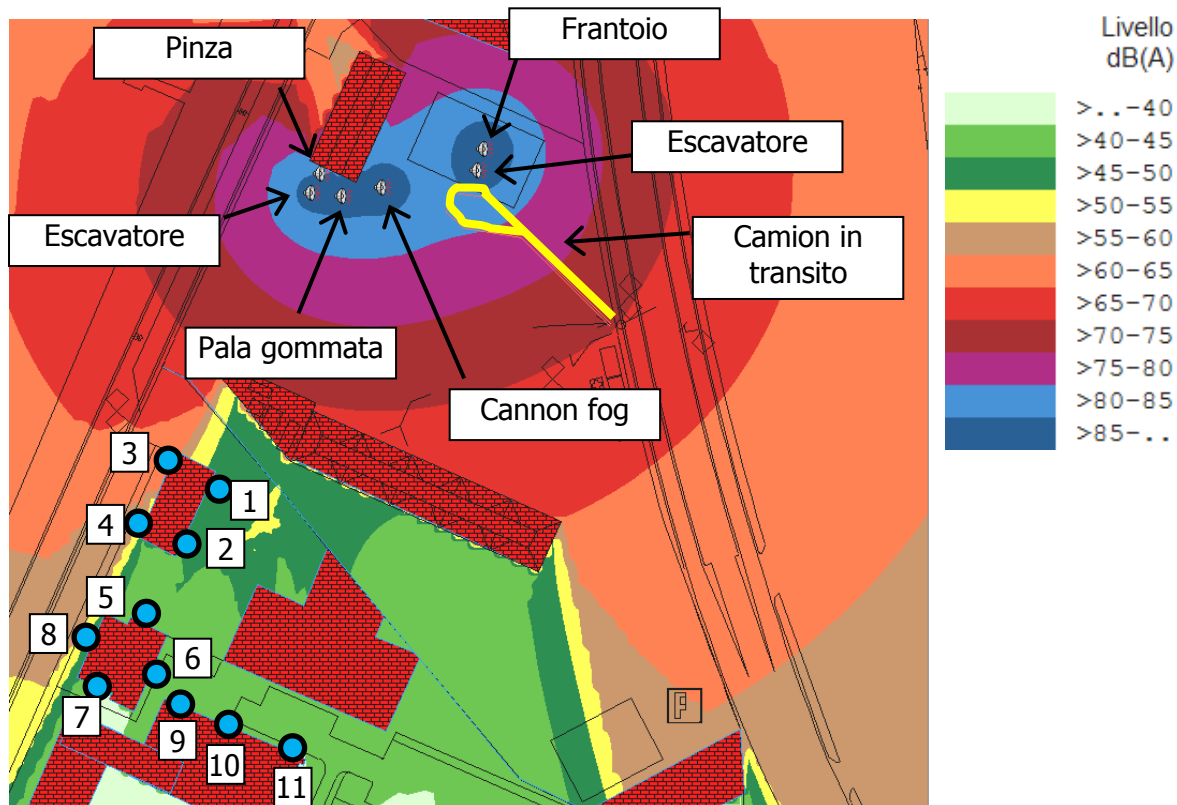 Pinza
Frantoio
Escavatore
Escavatore
Camion in
transito
Pala gommata
Cannon fog
3
1
4
2
5
8
6
7
9
10
11
Livello
dB(A)
>..-40
>40-45
>45-50
>50-55
>55-60
>60-65
>65-70
>70-75
>75-80
>80-85
>85-..